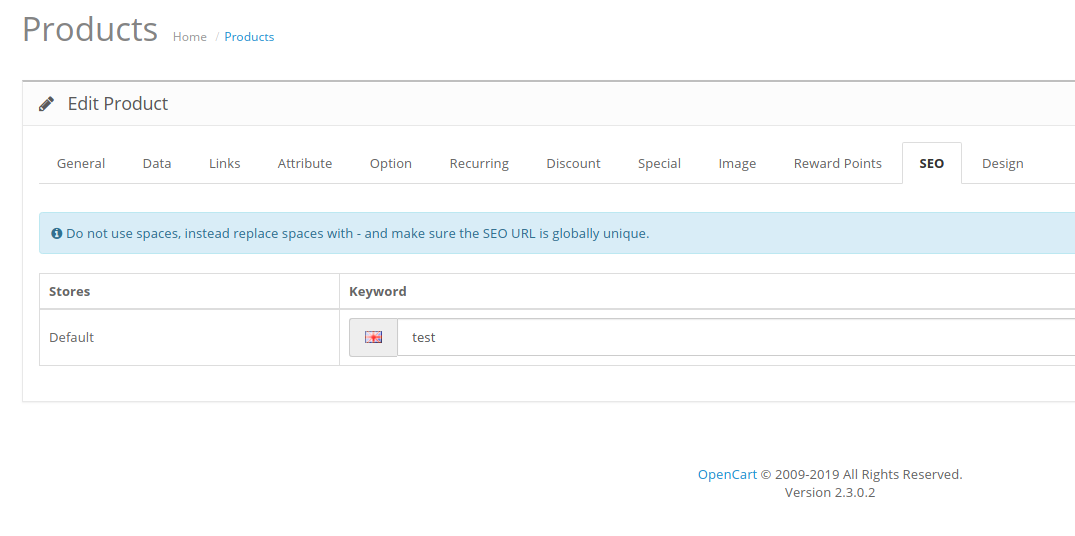 Products Home / Products
Edit Product
General Data Links Attribute Option Recurring Discount Special Image Reward Points SEO Design
Do not use spaces, instead replace spaces with - and make sure the SEO URL is globally unique.
Stores Keyword
Default test
OpenCart © 2009-2019 All Rights Reserved.
Version 2.3.0.2